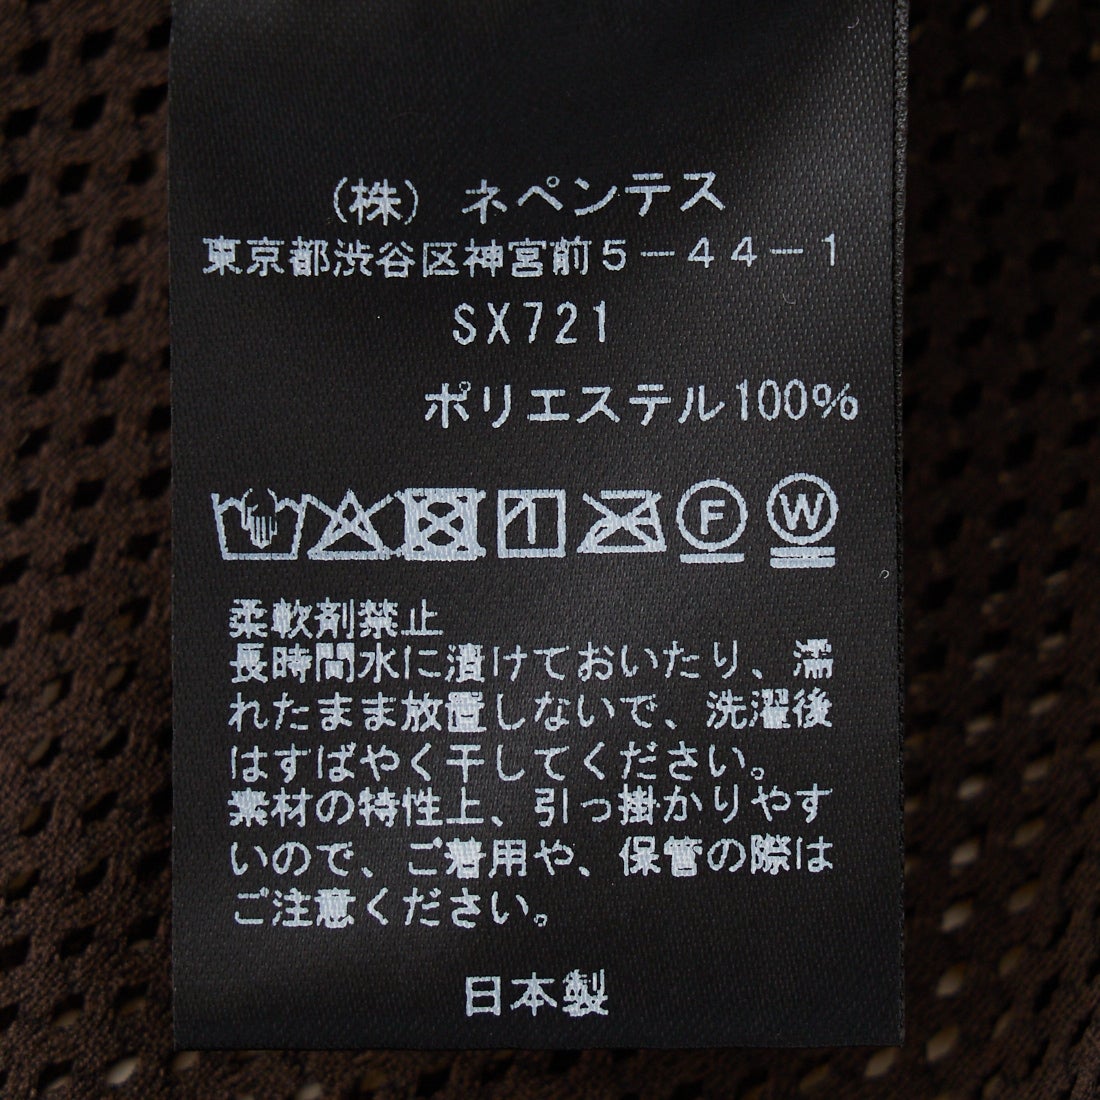 (株) ネペンテス
東京都渋谷区神宮前5-44-1
SX721
ポリエステル100%
F W
柔軟剤禁止
長時間水に漬けておいたり、濡
れたまま放置しないで、洗濯後
はすばやく干してください。
素材の特性上、引っ掛かりやす
いので、ご着用や、保管の際は
ご注意ください。
日本製